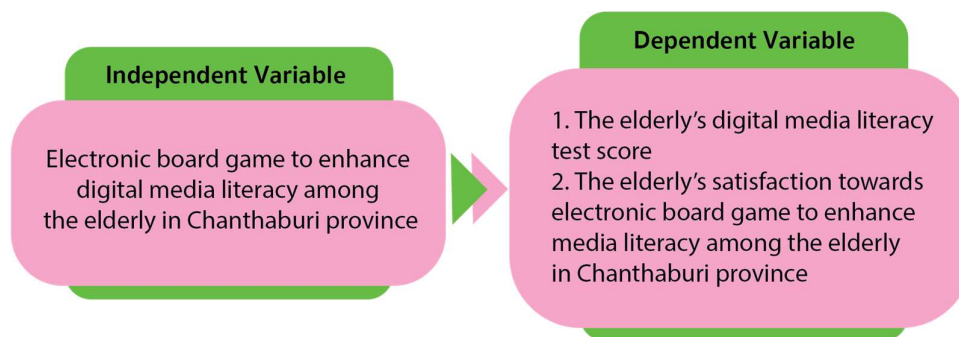 Independent Variable
Electronic board game to enhance
digital media literacy among
the elderly in Chanthaburi province
Dependent Variable
1. The elderly's digital media literacy
test score
2. The elderly's satisfaction towards
electronic board game to enhance
media literacy among the elderly
in Chanthaburi province